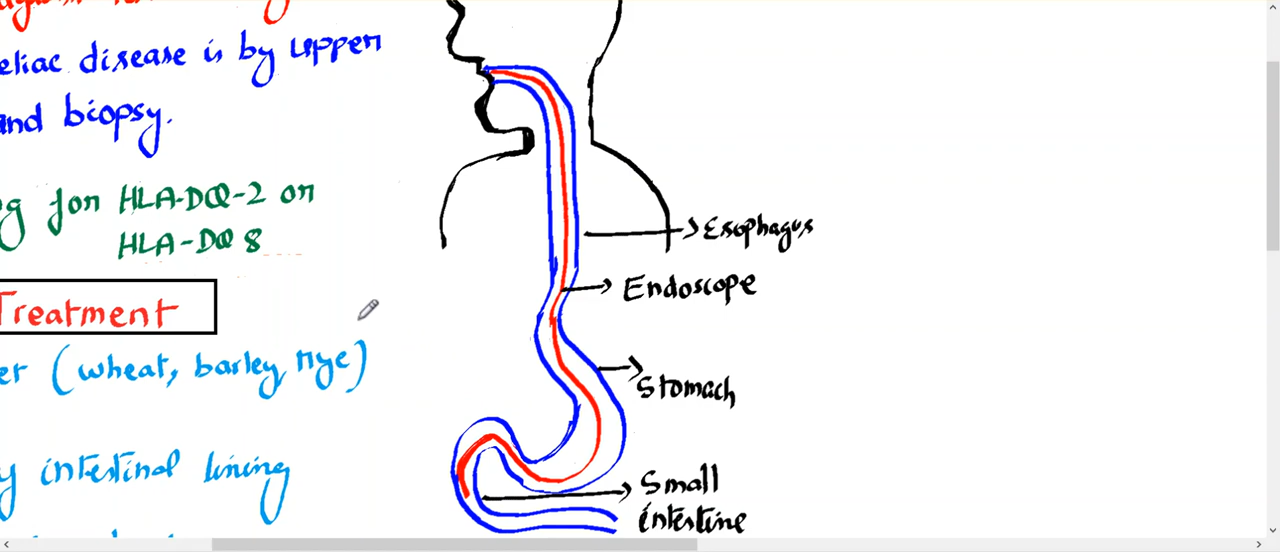 eliac disease is by upper
and biopsy.
g for HLA-DQ-2 or
HLA-DQ 8
Treatment
er (wheat, barley, rye)
y intestinal lining
Esophagus
Endoscope
Stomach
Small
intestine